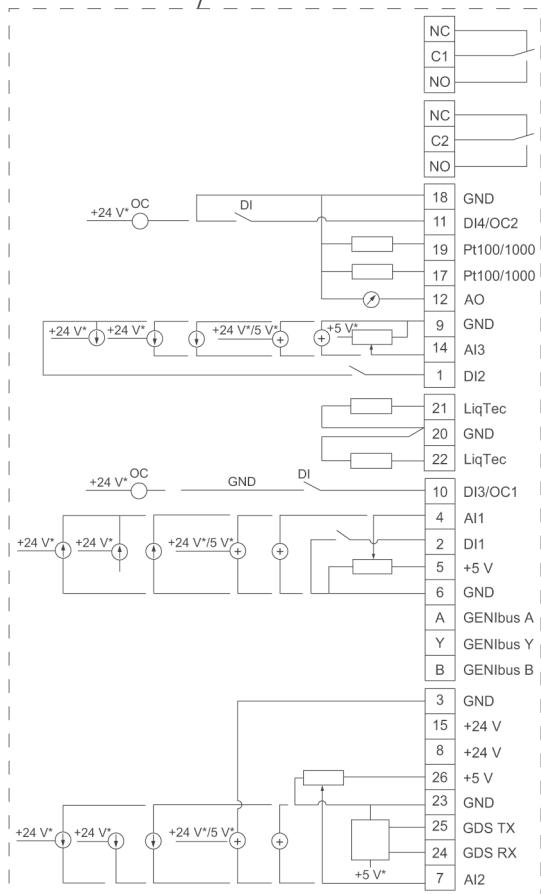 NC
C1
NO
NC
C2
NO
18 GND
+24 V* OC DI 11 DI4/OC2
19 Pt100/1000
17 Pt100/1000
12 AO
9 GND
+24 V* +24 V* +24 V*/5 V* +5 V*
14 AI3
1 DI2
21 LiqTec
20 GND
22 LiqTec
+24 V* OC GND DI 10 DI3/OC1
4 AI1
2 DI1
+24 V* +24 V* +24 V*/5 V*
5 +5 V
6 GND
A GENIbus A
Y GENIbus Y
B GENIbus B
3 GND
15 +24 V
8 +24 V
26 +5 V
23 GND
25 GDS TX
+24 V* +24 V* +24 V*/5 V*
24 GDS RX
+5 V*
7 AI2